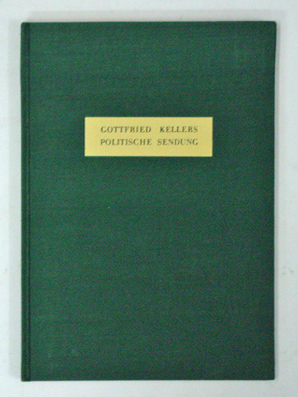 GOTTFRIED KELLERS
POLITISCHE SENDUNG